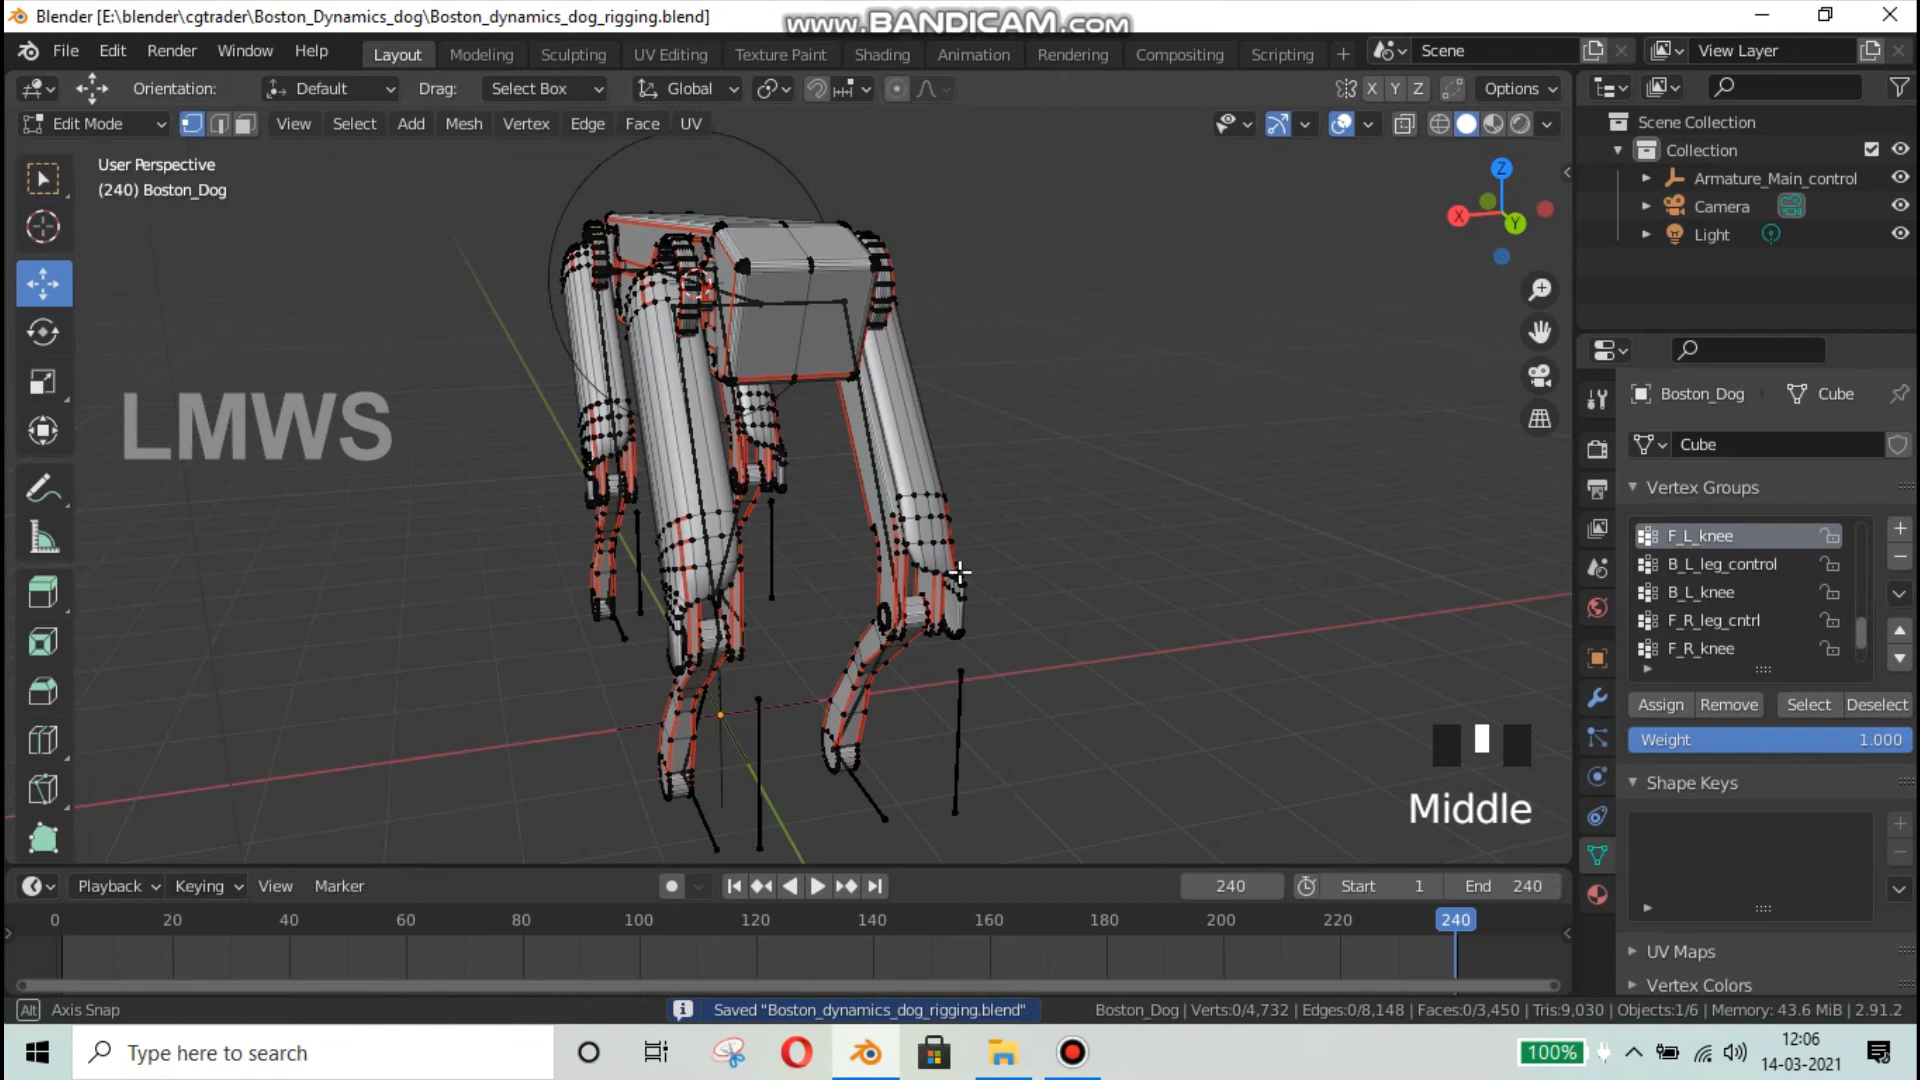 Blender [E:\blender\cgtrader\Boston_Dynamics_dog\Boston_dynamics_dog_rigging.blend]
www.BANDICAM.com
File Edit Render Window Help
Layout Modeling Sculpting UV Editing Texture Paint Shading Animation Rendering Compositing Scripting
Scene
View Layer
Orientation: Default Drag: Select Box Global X Y Z Options
Edit Mode View Select Add Mesh Vertex Edge Face UV
User Perspective
(240) Boston_Dog
Z
X
Y
LMWS
Middle
Scene Collection
Collection
Armature_Main_control
Camera
Light
Boston_Dog Cube
Cube
Vertex Groups
F_L_knee
B_L_leg_control
B_L_knee
F_R_leg_cntrl
F_R_knee
Assign Remove Select Deselect
Weight 1.000
Shape Keys
UV Maps
Vertex Colors
Playback Keying View Marker 240 Start 1 End 240
0 20 40 60 80 100 120 140 160 180 200 220 240
Alt Axis Snap Saved "Boston_dynamics_dog_rigging.blend" Boston_Dog | Verts:0/4,732 | Edges:0/8,148 | Faces:0/3,450 | Tris:9,030 | Objects:1/6 | Memory: 43.6 MiB | 2.91.2
Type here to search
100%
12:06
14-03-2021